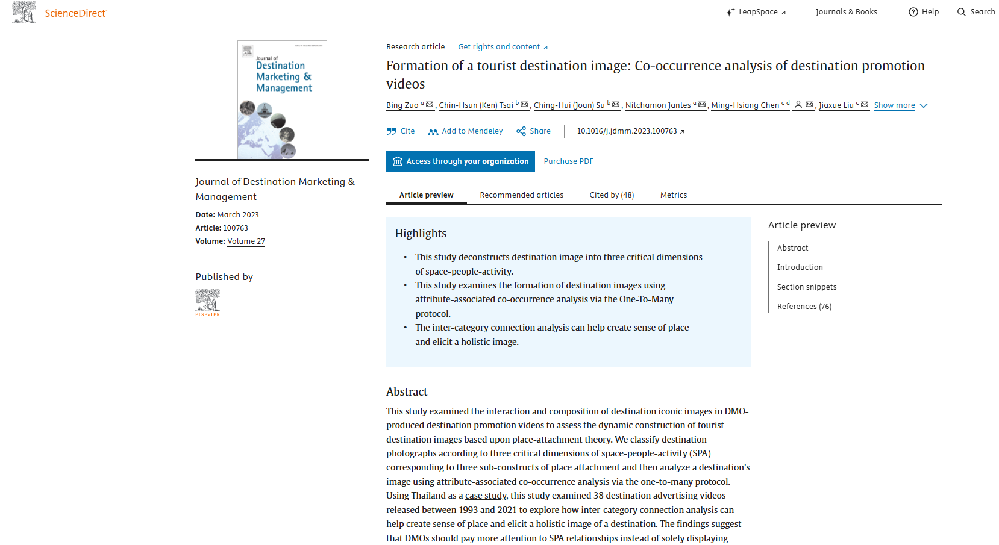 ScienceDirect
LeapSpace
Journals & Books
Help
Search
Journal of
Destination
Marketing &
Management
Journal of Destination Marketing &
Management
Date: March 2023
Article: 100763
Volume: Volume 27
Published by
ELSEVIER
Research article
Get rights and content
Formation of a tourist destination image: Co-occurrence analysis of destination promotion
videos
Bing Zuo a, Chin-Hsun (Ken) Tsai b, Ching-Hui (Joan) Su b, Nitchamon Jantes a, Ming-Hsiang Chen c d, Jiaxue Liu c Show more
Cite
Add to Mendeley
Share
10.1016/j.jdmm.2023.100763
Access through your organization
Purchase PDF
Article preview
Recommended articles
Cited by (48)
Metrics
Highlights
• This study deconstructs destination image into three critical dimensions
of space-people-activity.
• This study examines the formation of destination images using
attribute-associated co-occurrence analysis via the One-To-Many
protocol.
• The inter-category connection analysis can help create sense of place
and elicit a holistic image.
Abstract
This study examined the interaction and composition of destination iconic images in DMO-
produced destination promotion videos to assess the dynamic construction of tourist
destination images based upon place-attachment theory. We classify destination
photographs according to three critical dimensions of space-people-activity (SPA)
corresponding to three sub-constructs of place attachment and then analyze a destination's
image using attribute-associated co-occurrence analysis via the one-to-many protocol.
Using Thailand as a case study, this study examined 38 destination advertising videos
released between 1993 and 2021 to explore how inter-category connection analysis can
help create sense of place and elicit a holistic image of a destination. The findings suggest
that DMOs should pay more attention to SPA relationships instead of solely displaying
Article preview
Abstract
Introduction
Section snippets
References (76)